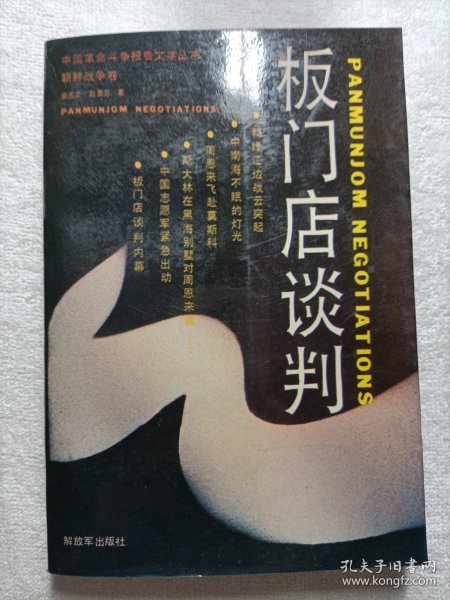 中国革命斗争报告文学丛书
朝鲜战争卷
PANMUNJOM NEGOTIATIONS
板门店谈判
PANMUNJOM NEGOTIATIONS
江边战云突起
●中南海不眠的灯光
●周恩来飞赴莫斯科
●斯大林在黑海别墅对周恩来说……
●中国志愿军紧急出动
●板门店谈判内幕
解放军出版社
孔夫子旧书网
www.kongfz.com